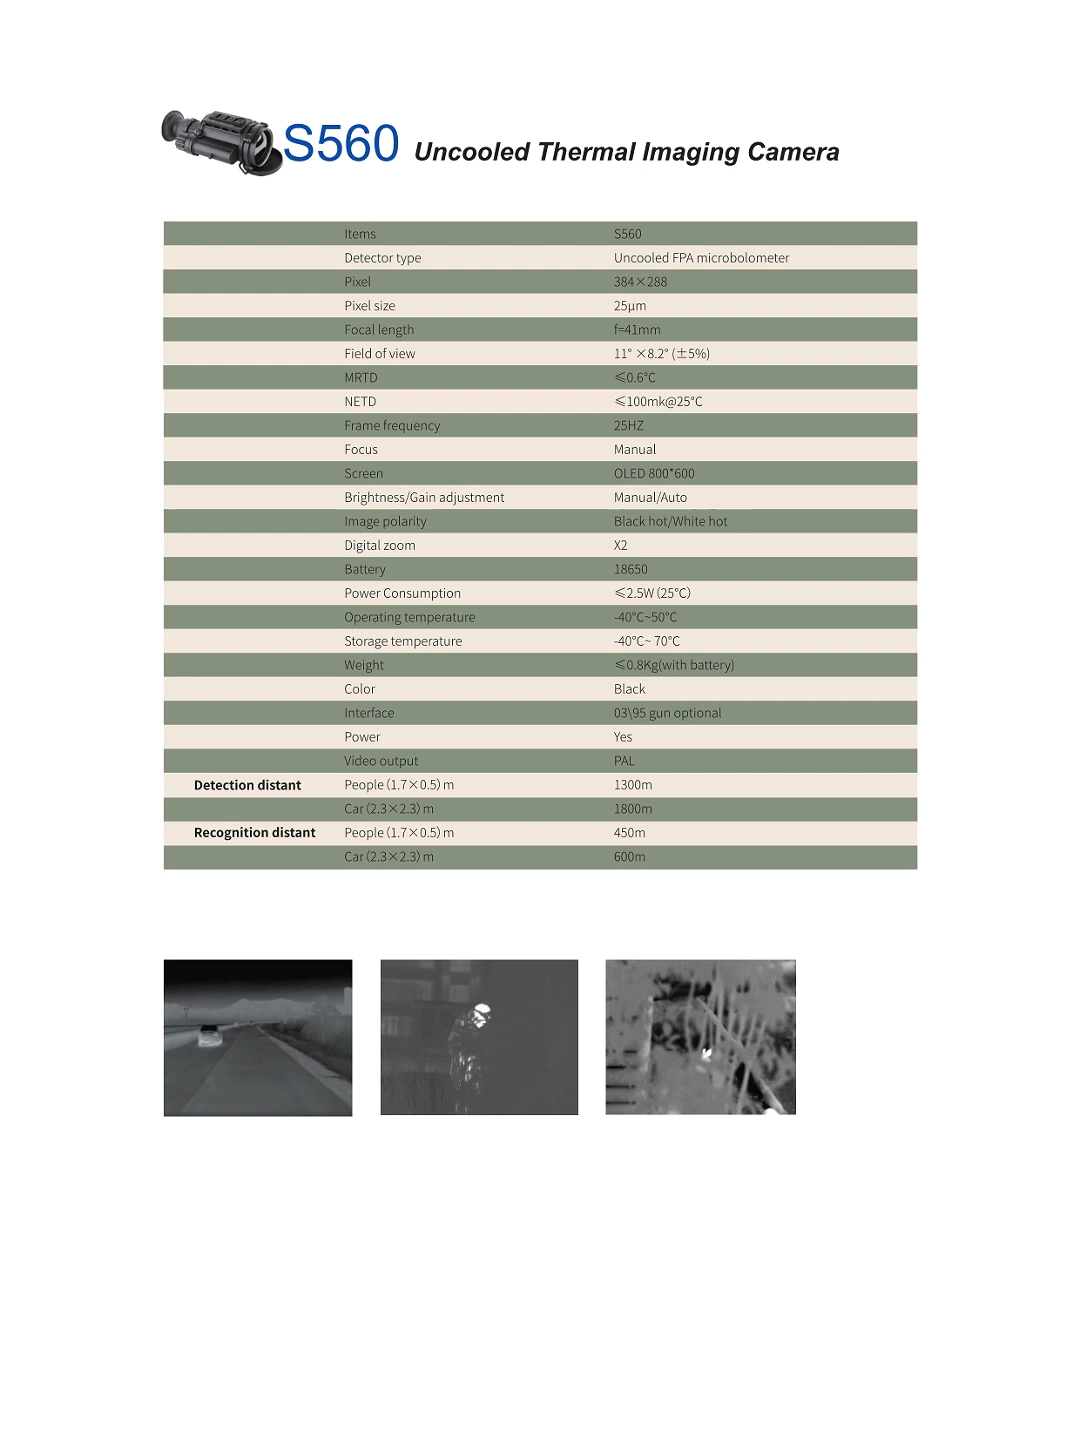 S560 Uncooled Thermal Imaging Camera
Items S560
Detector type Uncooled FPA microbolometer
Pixel 384×288
Pixel size 25μm
Focal length f=41mm
Field of view 11° ×8.2° (±5%)
MRTD ≤0.6°C
NETD ≤100mk@25°C
Frame frequency 25HZ
Focus Manual
Screen OLED 800*600
Brightness/Gain adjustment Manual/Auto
Image polarity Black hot/White hot
Digital zoom X2
Battery 18650
Power Consumption ≤2.5W (25°C)
Operating temperature -40°C~50°C
Storage temperature -40°C~ 70°C
Weight ≤0.8Kg(with battery)
Color Black
Interface 03\95 gun optional
Power Yes
Video output PAL
Detection distant People (1.7×0.5) m 1300m
Car (2.3×2.3) m 1800m
Recognition distant People (1.7×0.5) m 450m
Car (2.3×2.3) m 600m